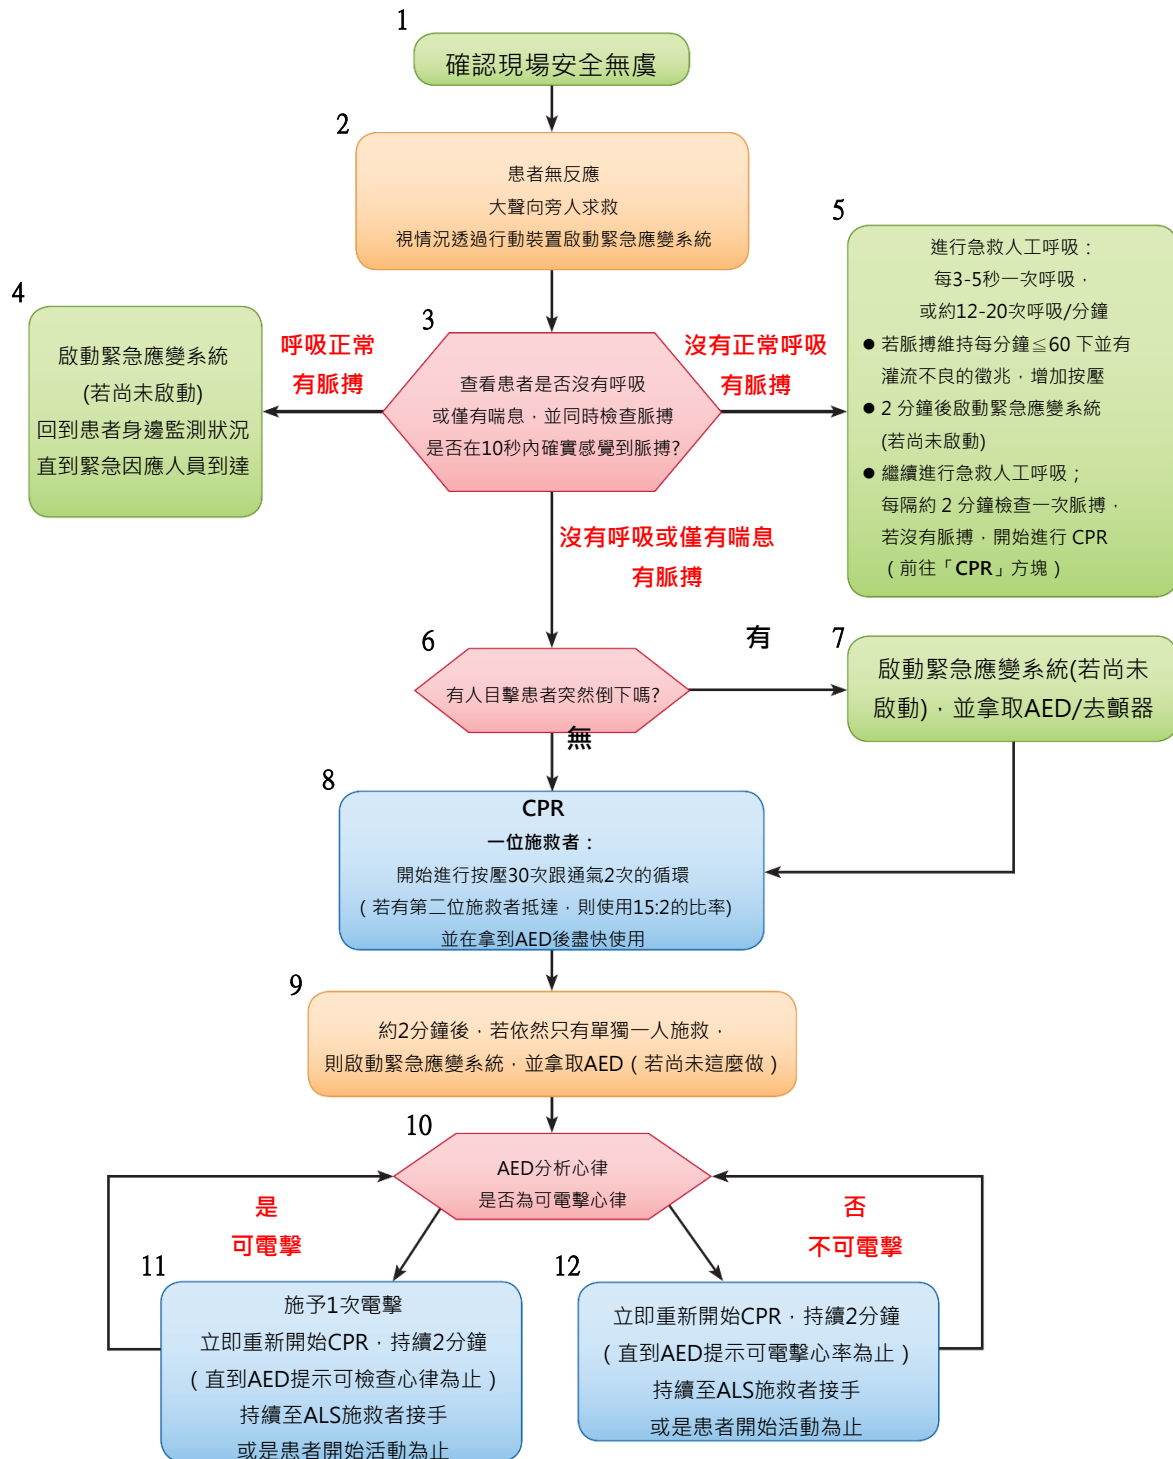 1
確認現場安全無虞
2
患者無反應
大聲向旁人求救
視情況透過行動裝置啟動緊急應變系統
3
查看患者是否沒有呼吸
或僅有喘息，並同時檢查脈搏
是否在10秒內確實感覺到脈搏?
呼吸正常
有脈搏
4
啟動緊急應變系統
(若尚未啟動)
回到患者身邊監測狀況
直到緊急因應人員到達
沒有正常呼吸
有脈搏
5
進行急救人工呼吸：
每3-5秒一次呼吸，
或約12-20次呼吸/分鐘
● 若脈搏維持每分鐘≦60 下並有
灌流不良的徵兆，增加按壓
● 2 分鐘後啟動緊急應變系統
(若尚未啟動)
● 繼續進行急救人工呼吸；
每隔約 2 分鐘檢查一次脈搏，
若沒有脈搏，開始進行 CPR
（前往「CPR」方塊）
沒有呼吸或僅有喘息
有脈搏
6
有人目擊患者突然倒下嗎?
有
7
啟動緊急應變系統(若尚未
啟動)，並拿取AED/去顫器
無
8
CPR
一位施救者：
開始進行按壓30次跟通氣2次的循環
（若有第二位施救者抵達，則使用15:2的比率)
並在拿到AED後盡快使用
9
約2分鐘後，若依然只有單獨一人施救，
則啟動緊急應變系統，並拿取AED（若尚未這麼做）
10
AED分析心律
是否為可電擊心律
是
可電擊
11
施予1次電擊
立即重新開始CPR，持續2分鐘
（直到AED提示可檢查心律為止）
持續至ALS施救者接手
或是患者開始活動為止
否
不可電擊
12
立即重新開始CPR，持續2分鐘
（直到AED提示可電擊心率為止）
持續至ALS施救者接手
或是患者開始活動為止